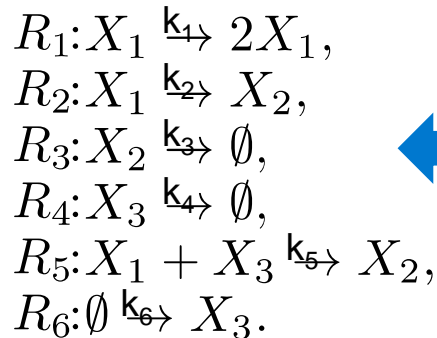 R₁: X₁ →k₁ 2X₁,
R₂: X₁ →k₂ X₂,
R₃: X₂ →k₃ ∅,
R₄: X₃ →k₄ ∅,
R₅: X₁ + X₃ →k₅ X₂,
R₆: ∅ →k₆ X₃.